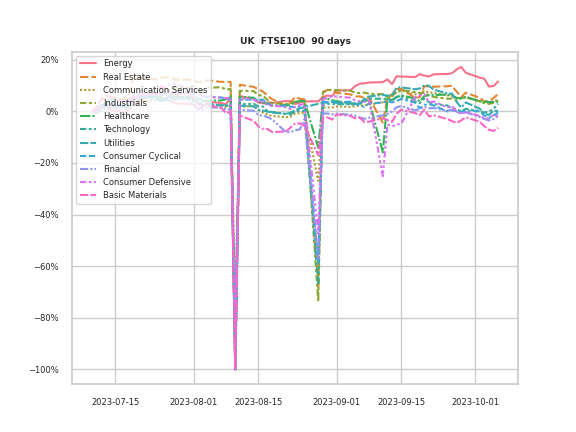 UK FTSE100 90 days
20%
0%
−20%
−40%
−60%
−80%
−100%
Energy
Real Estate
Communication Services
Industrials
Healthcare
Technology
Utilities
Consumer Cyclical
Financial
Consumer Defensive
Basic Materials
2023-07-15 2023-08-01 2023-08-15 2023-09-01 2023-09-15 2023-10-01